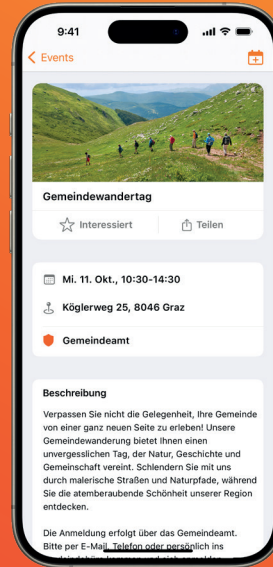 9:41
Events
Gemeindewandertag
Interessiert
Teilen
Mi. 11. Okt., 10:30-14:30
Köglerweg 25, 8046 Graz
Gemeindeamt
Beschreibung
Verpassen Sie nicht die Gelegenheit, Ihre Gemeinde
von einer ganz neuen Seite zu erleben! Unsere
Gemeindewanderung bietet Ihnen einen
unvergesslichen Tag, der Natur, Geschichte und
Gemeinschaft vereint. Schlendern Sie mit uns
durch malerische Straßen und Naturpfade, während
Sie die atemberaubende Schönheit unserer Region
entdecken.
Die Anmeldung erfolgt über das Gemeindeamt.
Bitte per E-Mail, Telefon oder persönlich ins